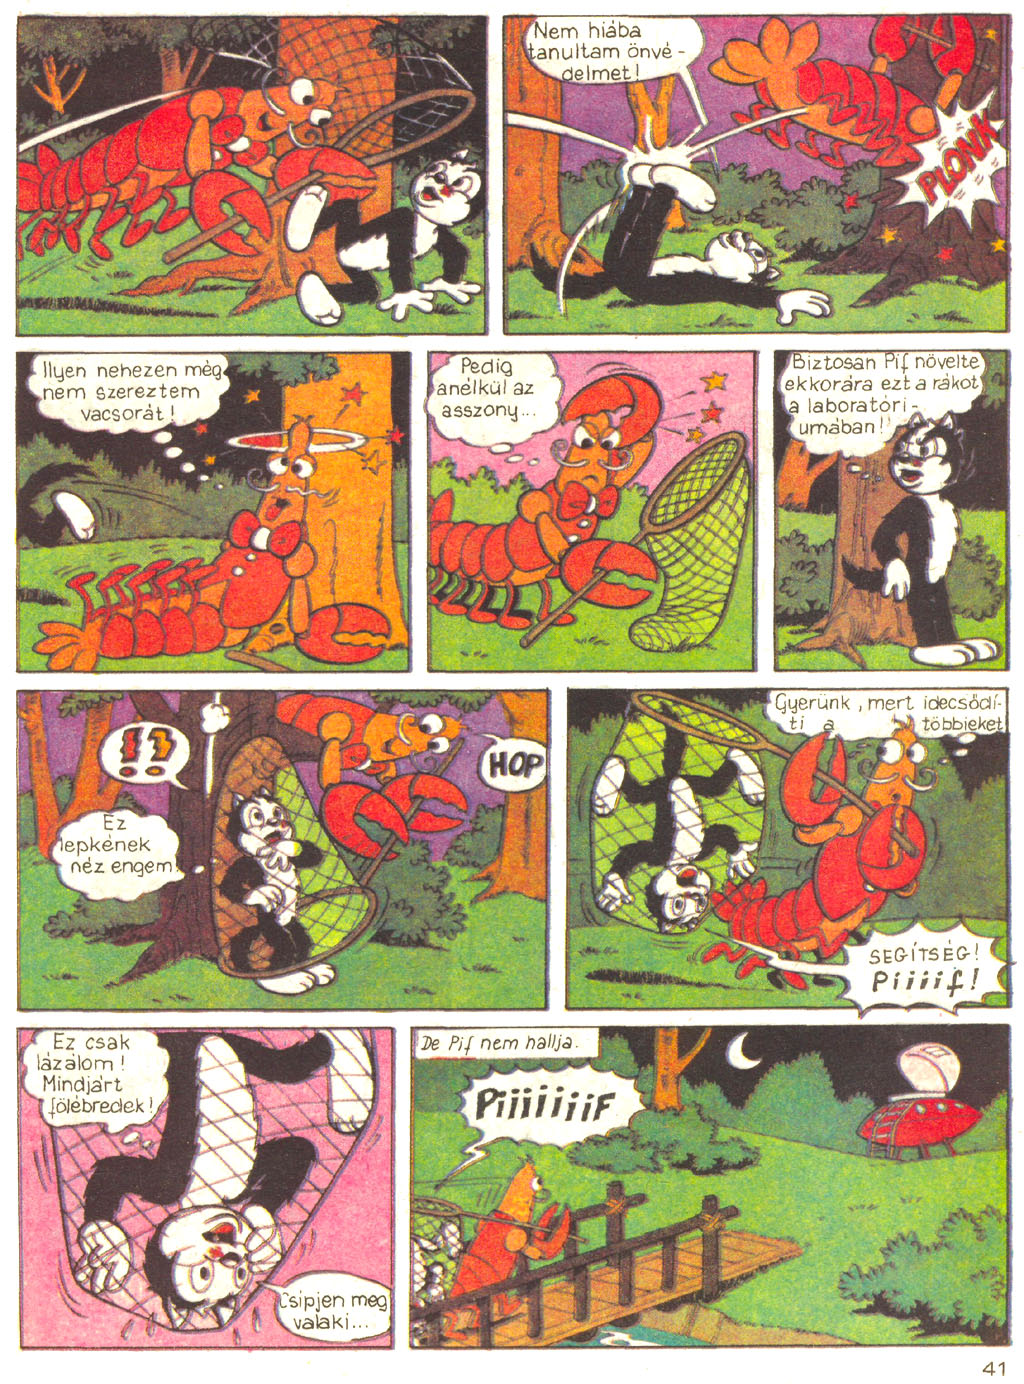 Nem hiába
tanultam önvé-
delmet!
PLONK
Ilyen nehezen még
nem szereztem
vacsorát!
Pedig
anélkül az
asszony...
Biztosan Pif növelte
ekkorára ezt a rákot
a laboratóri-
umában!
!?
Ez
lepkének
néz engem!
HOP
Gyerünk, mert idecsődí-
ti a többieket
SEGÍTSÉG!
Piiiif!
Ez csak
lázálom!
Mindjárt
fölébredek!
Csípjen meg
valaki...
De Pif nem hallja.
PiiiiiiiF
41